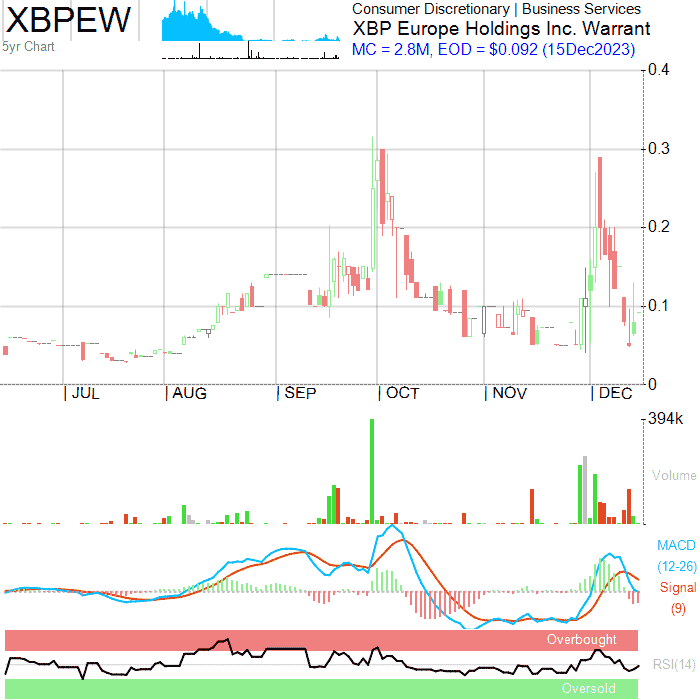 XBPEW
5yr Chart
Consumer Discretionary | Business Services
XBP Europe Holdings Inc. Warrant
MC = 2.8M, EOD = $0.092 (15Dec2023)
0.4
0.3
0.2
0.1
0
JUL AUG SEP OCT NOV DEC
394k
Volume
MACD
(12-26)
Signal
(9)
Overbought
RSI(14)
Oversold